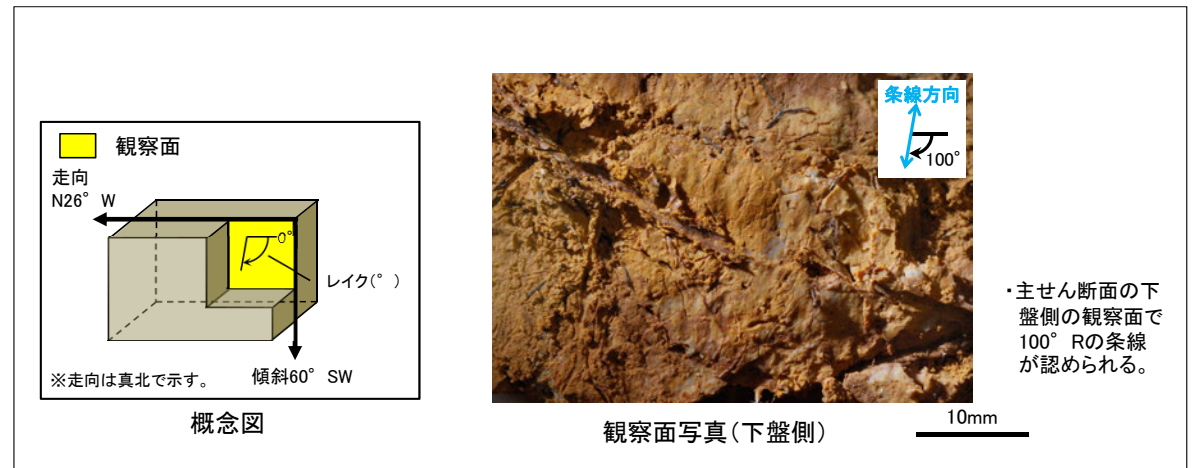 観察面
走向
N26°W
0°
レイク(°)
※走向は真北で示す。
傾斜60°SW
概念図
条線方向
100°
観察面写真(下盤側)
10mm
・主せん断面の下
盤側の観察面で
100°Rの条線
が認められる。